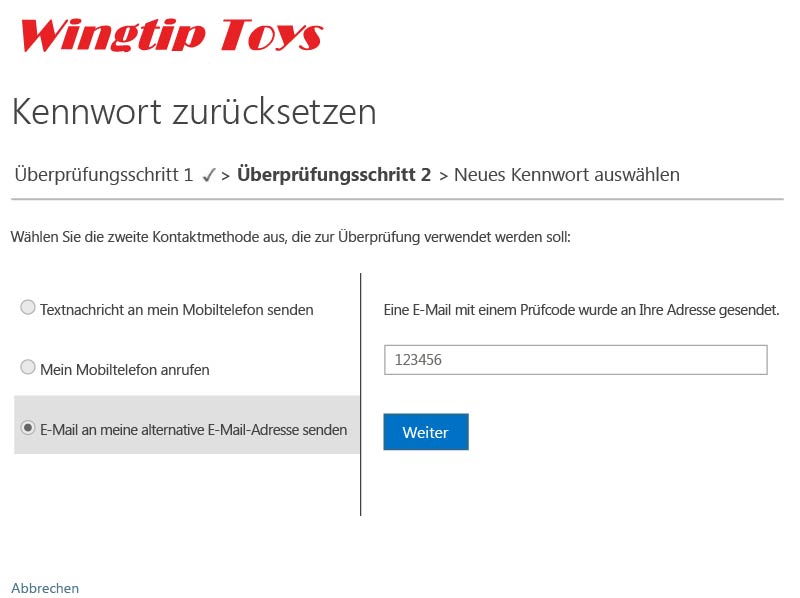 Wingtip Toys
Kennwort zurücksetzen
Überprüfungsschritt 1 ✓ > Überprüfungsschritt 2 > Neues Kennwort auswählen
Wählen Sie die zweite Kontaktmethode aus, die zur Überprüfung verwendet werden soll:
Textnachricht an mein Mobiltelefon senden
Mein Mobiltelefon anrufen
E-Mail an meine alternative E-Mail-Adresse senden
Eine E-Mail mit einem Prüfcode wurde an Ihre Adresse gesendet.
123456
Weiter
Abbrechen